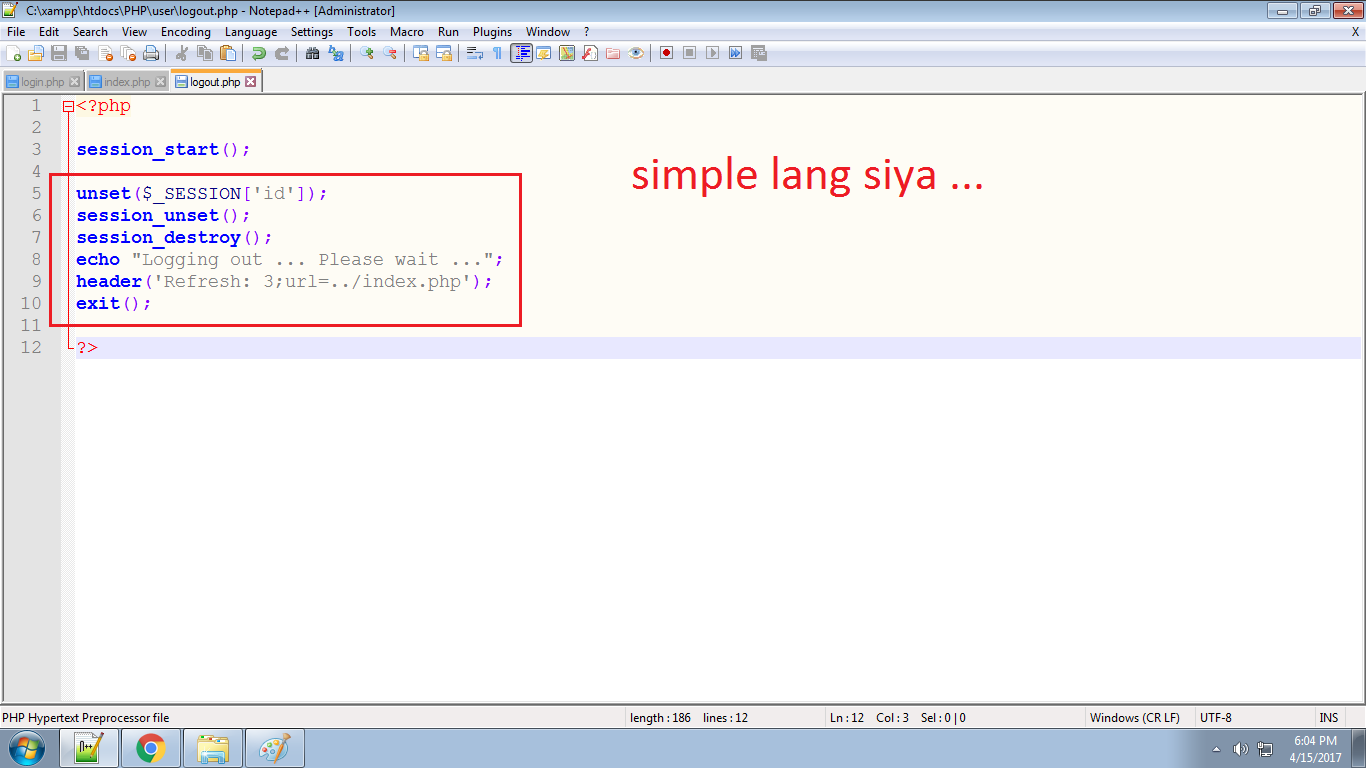 C:\xampp\htdocs\PHP\user\logout.php - Notepad++ [Administrator]
File Edit Search View Encoding Language Settings Tools Macro Run Plugins Window ? X
login.php index.php logout.php
1 <?php
2
3 session_start();
4
5 unset($_SESSION['id']);
6 session_unset();
7 session_destroy();
8 echo "Logging out ... Please wait ...";
9 header('Refresh: 3;url=../index.php');
10 exit();
11
12 ?>
simple lang siya ...
PHP Hypertext Preprocessor file length : 186 lines : 12 Ln : 12 Col : 3 Sel : 0 | 0 Windows (CR LF) UTF-8 INS
6:04 PM
4/15/2017